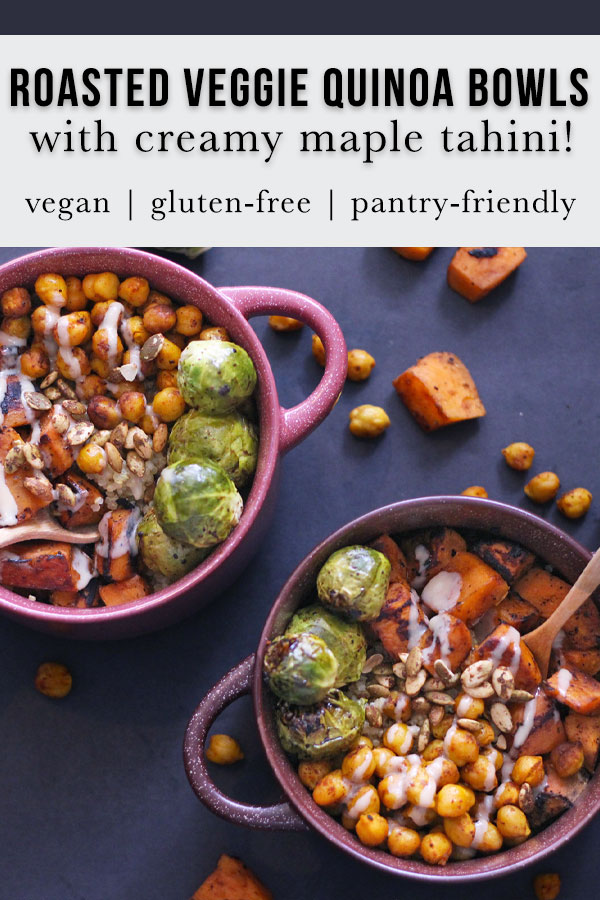 ROASTED VEGGIE QUINOA BOWLS
with creamy maple tahini!
vegan | gluten-free | pantry-friendly